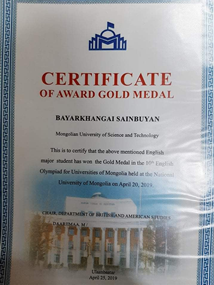 CERTIFICATE
OF AWARD GOLD MEDAL
BAYARKHANGAI SAINBUYAN
Mongolian University of Science and Technology
This is to certify that the above mentioned English
major student has won the Gold Medal in the English
Olympiad for Universities of Mongolia held at the National
University of Mongolia on April 20, 2019
CHAIR, DEPARTMENT OF BRITISH AND AMERICAN STUDIES
Ulaanbaatar
April 25, 2019